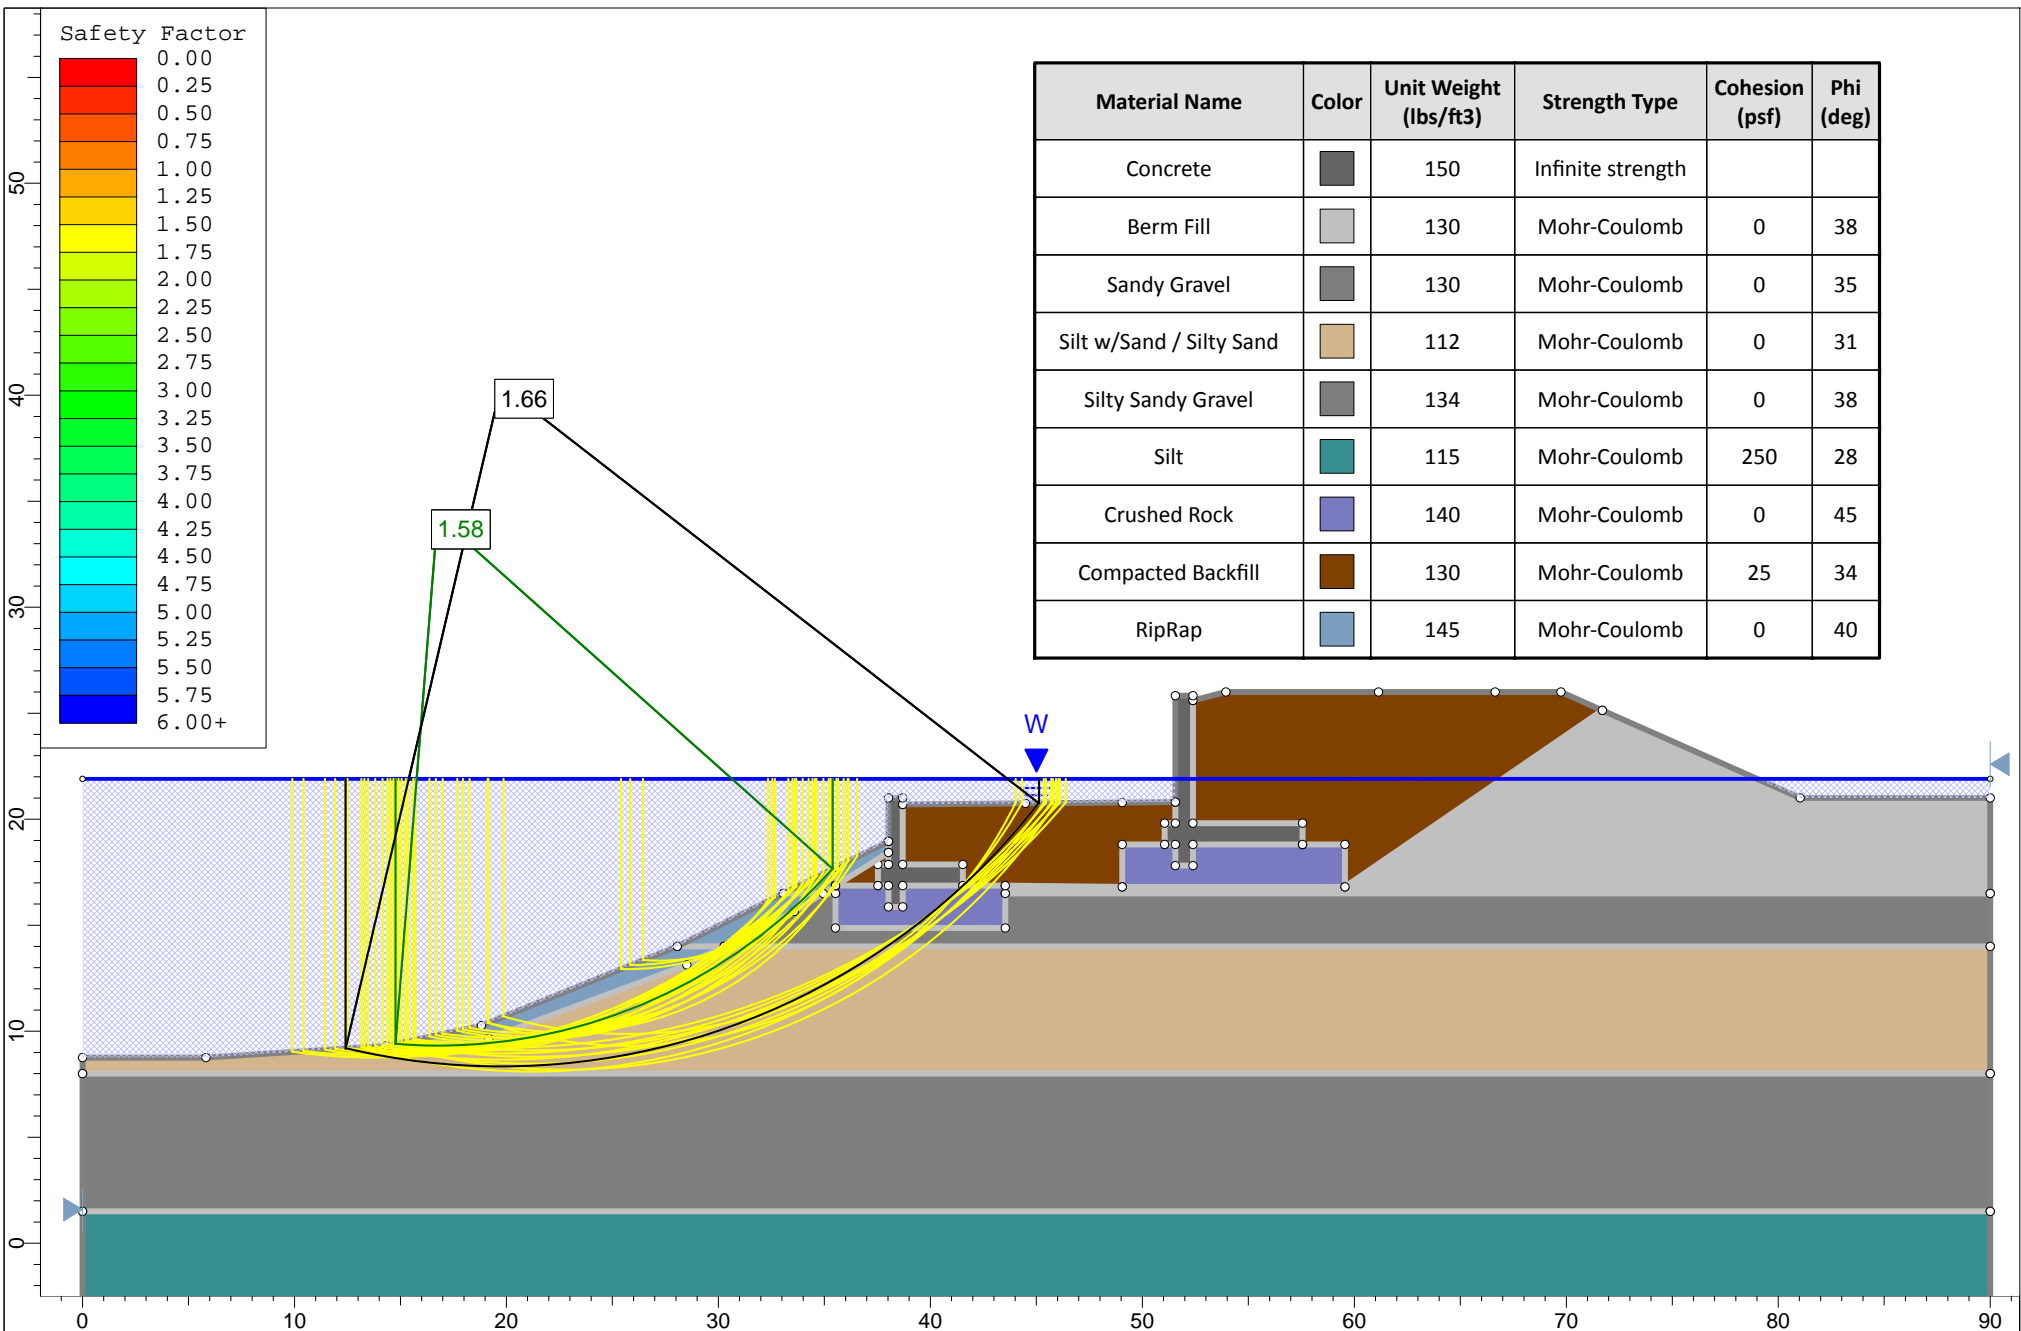 Safety Factor
0.00
0.25
0.50
0.75
1.00
1.25
1.50
1.75
2.00
2.25
2.50
2.75
3.00
3.25
3.50
3.75
4.00
4.25
4.50
4.75
5.00
5.25
5.50
5.75
6.00+
Material Name Color Unit Weight (lbs/ft3) Strength Type Cohesion (psf) Phi (deg)
Concrete 150 Infinite strength
Berm Fill 130 Mohr-Coulomb 0 38
Sandy Gravel 130 Mohr-Coulomb 0 35
Silt w/Sand / Silty Sand 112 Mohr-Coulomb 0 31
Silty Sandy Gravel 134 Mohr-Coulomb 0 38
Silt 115 Mohr-Coulomb 250 28
Crushed Rock 140 Mohr-Coulomb 0 45
Compacted Backfill 130 Mohr-Coulomb 25 34
RipRap 145 Mohr-Coulomb 0 40
1.66
1.58
W
50
40
30
20
10
0
0 10 20 30 40 50 60 70 80 90